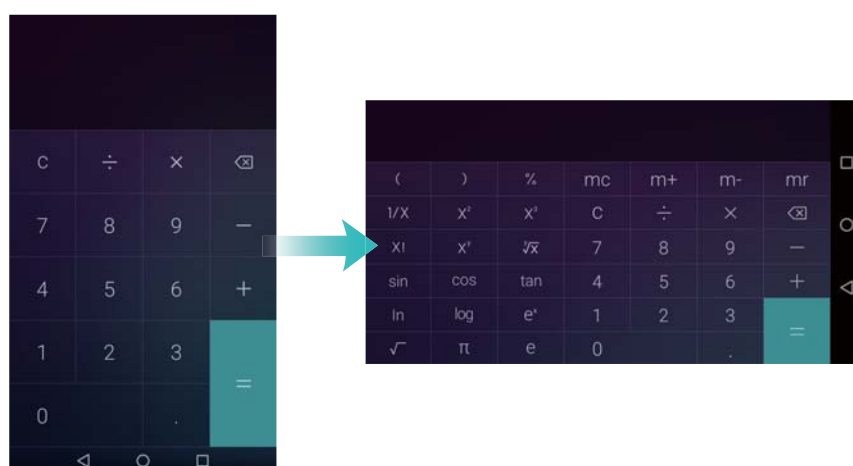 C ÷ ×
7 8 9 −
4 5 6 +
1 2 3
=
0 .
( ) % mc m+ m- mr
1/X X² X³ C ÷ ×
X! Xʸ ʸ√x 7 8 9 −
sin cos tan 4 5 6 +
ln log eˣ 1 2 3
=
√ π e 0 .